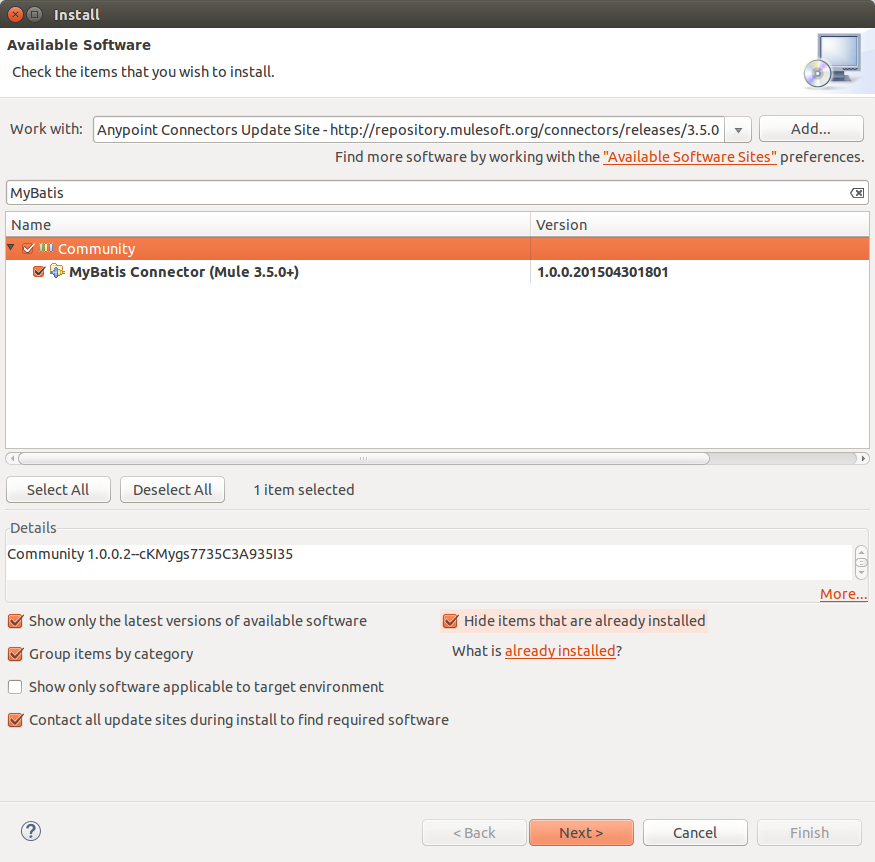 Install
Available Software
Check the items that you wish to install.
Work with: Anypoint Connectors Update Site - http://repository.mulesoft.org/connectors/releases/3.5.0 Add...
Find more software by working with the "Available Software Sites" preferences.
MyBatis
Name Version
Community
MyBatis Connector (Mule 3.5.0+) 1.0.0.201504301801
Select All Deselect All 1 item selected
Details
Community 1.0.0.2--cKMygs7735C3A935I35
More...
Show only the latest versions of available software Hide items that are already installed
Group items by category What is already installed?
Show only software applicable to target environment
Contact all update sites during install to find required software
? < Back Next > Cancel Finish